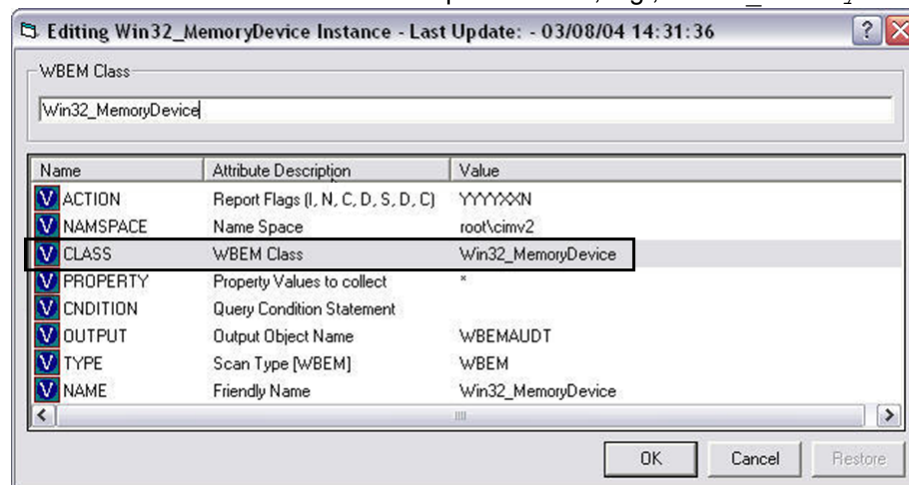 Editing Win32_MemoryDevice Instance - Last Update: - 03/08/04 14:31:36
WBEM Class
Win32_MemoryDevice
Name Attribute Description Value
V ACTION Report Flags (I, N, C, D, S, D, C) YYYYXXN
V NAMSPACE Name Space root\cimv2
V CLASS WBEM Class Win32_MemoryDevice
V PROPERTY Property Values to collect *
V CNDITION Query Condition Statement
V OUTPUT Output Object Name WBEMAUDT
V TYPE Scan Type [WBEM] WBEM
V NAME Friendly Name Win32_MemoryDevice
OK Cancel Restore